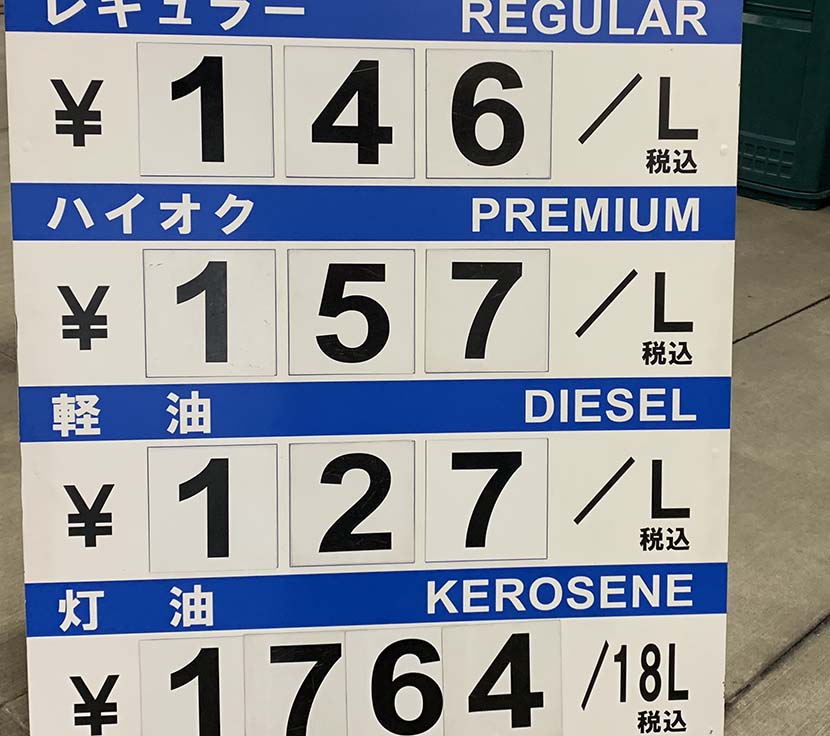 レギュラー REGULAR
¥146/L 税込
ハイオク PREMIUM
¥157/L 税込
軽油 DIESEL
¥127/L 税込
灯油 KEROSENE
¥1764/18L 税込